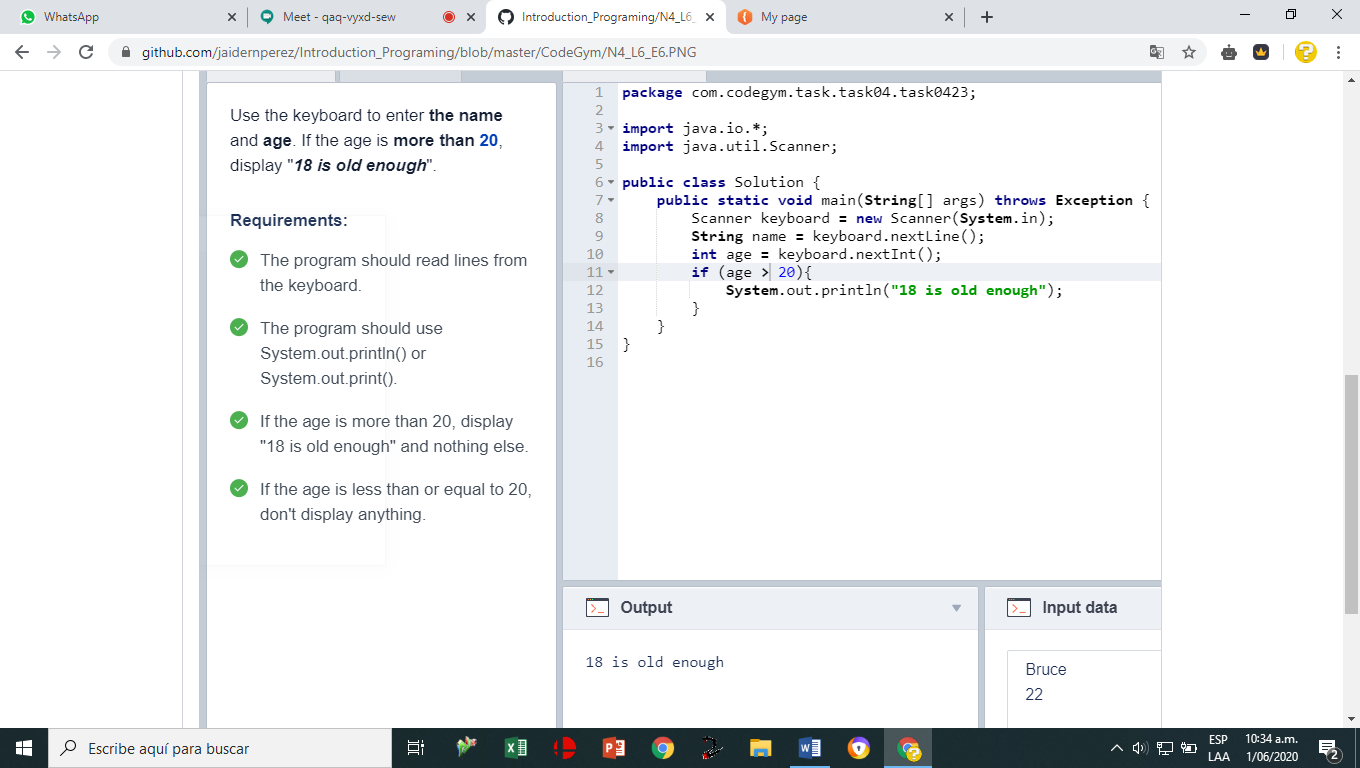 WhatsApp
Meet - qaq-vyxd-sew
Introduction_Programing/N4_L6_
My page
github.com/jaidernperez/Introduction_Programing/blob/master/CodeGym/N4_L6_E6.PNG
Use the keyboard to enter the name
and age. If the age is more than 20,
display "18 is old enough".
Requirements:
The program should read lines from
the keyboard.
The program should use
System.out.println() or
System.out.print().
If the age is more than 20, display
"18 is old enough" and nothing else.
If the age is less than or equal to 20,
don't display anything.
1 package com.codegym.task.task04.task0423;
2
3 import java.io.*;
4 import java.util.Scanner;
5
6 public class Solution {
7 public static void main(String[] args) throws Exception {
8 Scanner keyboard = new Scanner(System.in);
9 String name = keyboard.nextLine();
10 int age = keyboard.nextInt();
11 if (age > 20){
12 System.out.println("18 is old enough");
13 }
14 }
15 }
16
Output
18 is old enough
Input data
Bruce
22
Escribe aquí para buscar
ESP
LAA
10:34 a.m.
1/06/2020
2